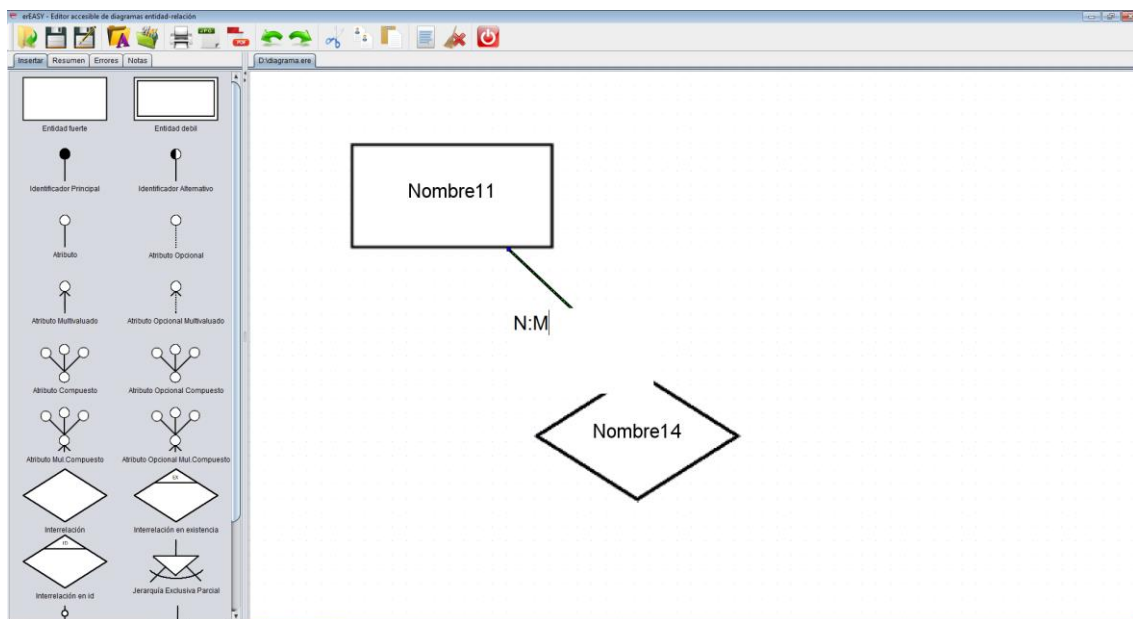 erEASY - Editor accesible de diagramas entidad-relación
Insertar Resumen Errores Notas
D:\diagrama.ere
Entidad fuerte Entidad debil
Identificador Principal Identificador Alternativo
Atributo Atributo Opcional
Atributo Multivaluado Atributo Opcional Multivaluado
Atributo Compuesto Atributo Opcional Compuesto
Atributo Mul.Compuesto Atributo Opcional Mul.Compuesto
Interrelación Interrelación en existencia
Interrelación en id Jerarquía Exclusiva Parcial
Nombre11
N:M
Nombre14